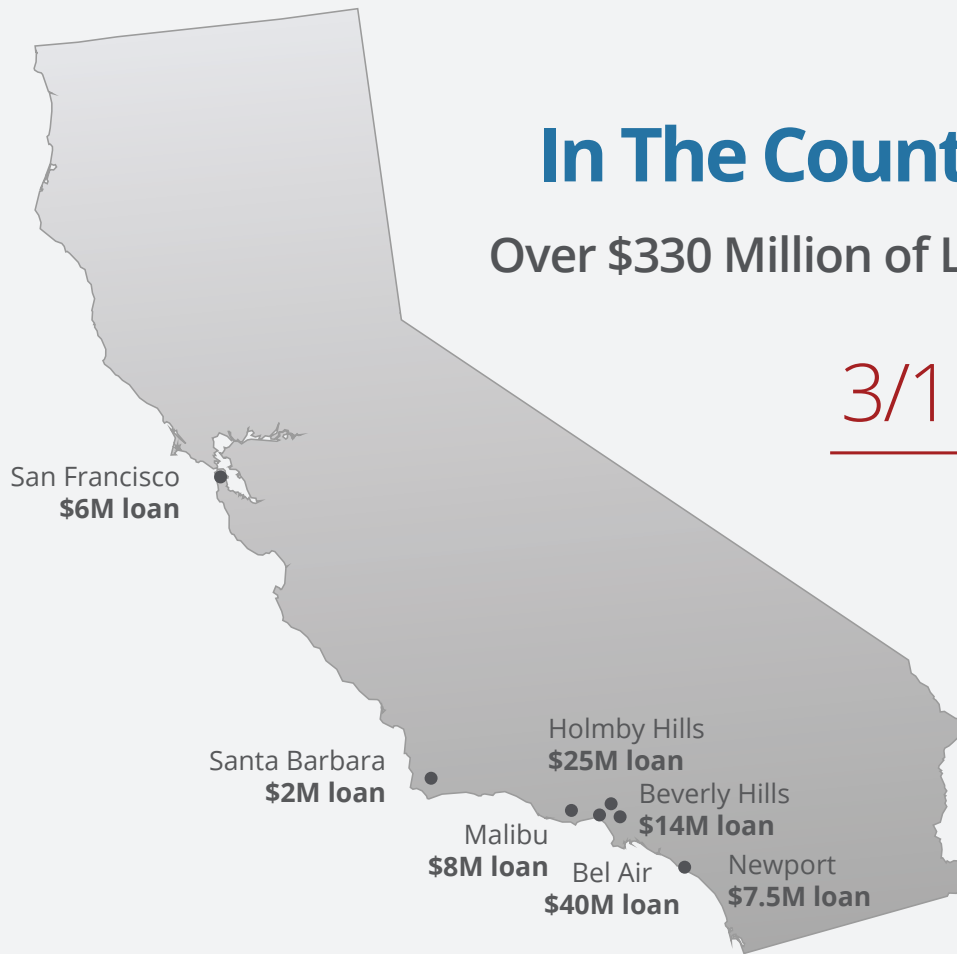 In The Count
Over $330 Million of L
3/1
San Francisco
$6M loan
Santa Barbara
$2M loan
Holmby Hills
$25M loan
Beverly Hills
$14M loan
Malibu
$8M loan
Bel Air
$40M loan
Newport
$7.5M loan